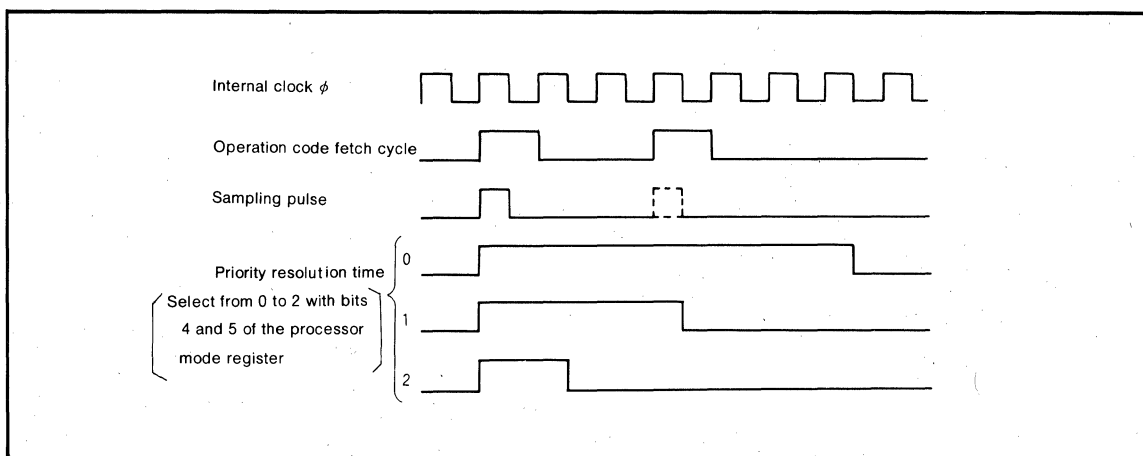 Internal clock ϕ
Operation code fetch cycle
Sampling pulse
Priority resolution time
Select from 0 to 2 with bits
4 and 5 of the processor
mode register
0
1
2